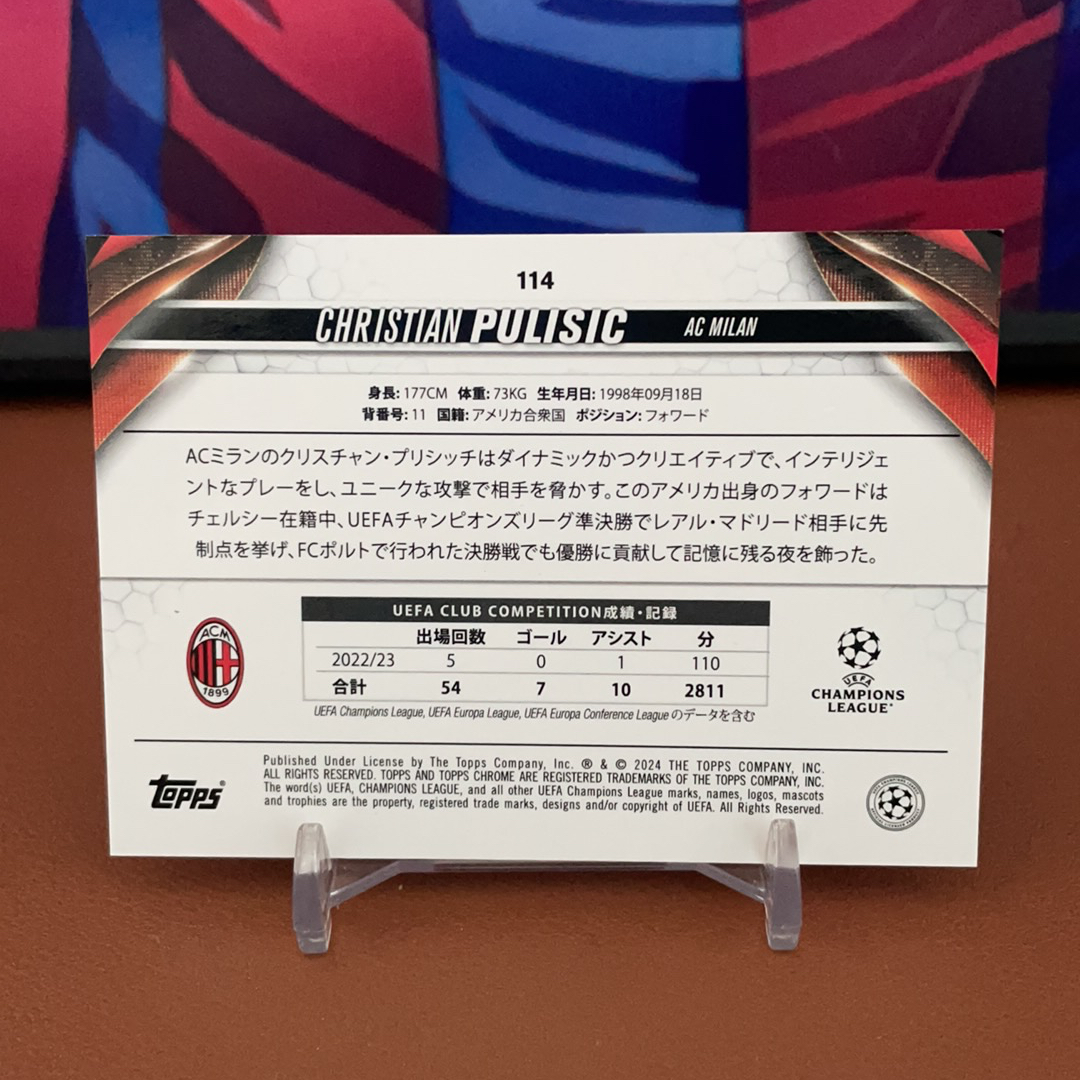 114
CHRISTIAN PULISIC AC MILAN
身長: 177CM 体重: 73KG 生年月日: 1998年09月18日
背番号: 11 国籍: アメリカ合衆国 ポジション: フォワード
ACミランのクリスチャン・プリシッチはダイナミックかつクリエイティブで、インテリジェ
ントなプレーをし、ユニークな攻撃で相手を脅かす。このアメリカ出身のフォワードは
チェルシー在籍中、UEFAチャンピオンズリーグ準決勝でレアル・マドリード相手に先
制点を挙げ、FCポルトで行われた決勝戦でも優勝に貢献して記憶に残る夜を飾った。
UEFA CLUB COMPETITION成績・記録
出場回数 ゴール アシスト 分
2022/23 5 0 1 110
合計 54 7 10 2811
UEFA Champions League, UEFA Europa League, UEFA Europa Conference League のデータを含む
ACM
1899
UEFA
CHAMPIONS
LEAGUE®
topps®
Published Under License by The Topps Company, Inc. ® & © 2024 THE TOPPS COMPANY, INC.
ALL RIGHTS RESERVED. TOPPS AND TOPPS CHROME ARE REGISTERED TRADEMARKS OF THE TOPPS COMPANY, INC.
The word(s) UEFA, CHAMPIONS LEAGUE, and all other UEFA Champions League marks, names, logos, mascots
and trophies are the property, registered trade marks, designs and/or copyright of UEFA. All Rights Reserved.